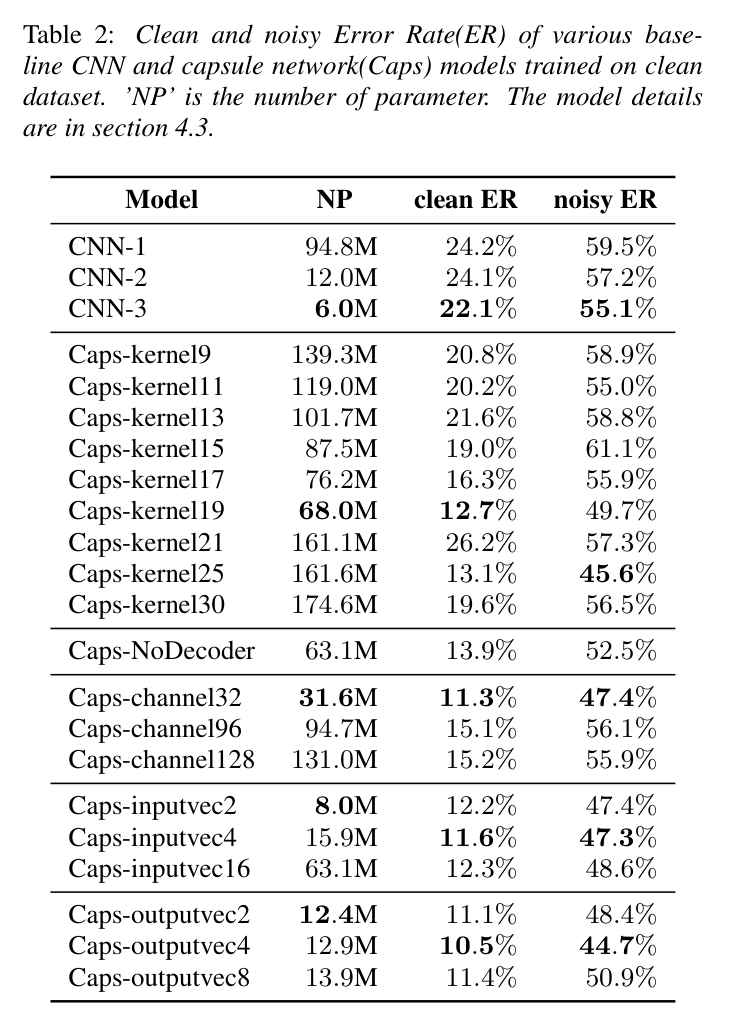 Table 2: Clean and noisy Error Rate(ER) of various base-
line CNN and capsule network(Caps) models trained on clean
dataset. 'NP' is the number of parameter. The model details
are in section 4.3.
Model NP clean ER noisy ER
CNN-1 94.8M 24.2% 59.5%
CNN-2 12.0M 24.1% 57.2%
CNN-3 6.0M 22.1% 55.1%
Caps-kernel9 139.3M 20.8% 58.9%
Caps-kernel11 119.0M 20.2% 55.0%
Caps-kernel13 101.7M 21.6% 58.8%
Caps-kernel15 87.5M 19.0% 61.1%
Caps-kernel17 76.2M 16.3% 55.9%
Caps-kernel19 68.0M 12.7% 49.7%
Caps-kernel21 161.1M 26.2% 57.3%
Caps-kernel25 161.6M 13.1% 45.6%
Caps-kernel30 174.6M 19.6% 56.5%
Caps-NoDecoder 63.1M 13.9% 52.5%
Caps-channel32 31.6M 11.3% 47.4%
Caps-channel96 94.7M 15.1% 56.1%
Caps-channel128 131.0M 15.2% 55.9%
Caps-inputvec2 8.0M 12.2% 47.4%
Caps-inputvec4 15.9M 11.6% 47.3%
Caps-inputvec16 63.1M 12.3% 48.6%
Caps-outputvec2 12.4M 11.1% 48.4%
Caps-outputvec4 12.9M 10.5% 44.7%
Caps-outputvec8 13.9M 11.4% 50.9%